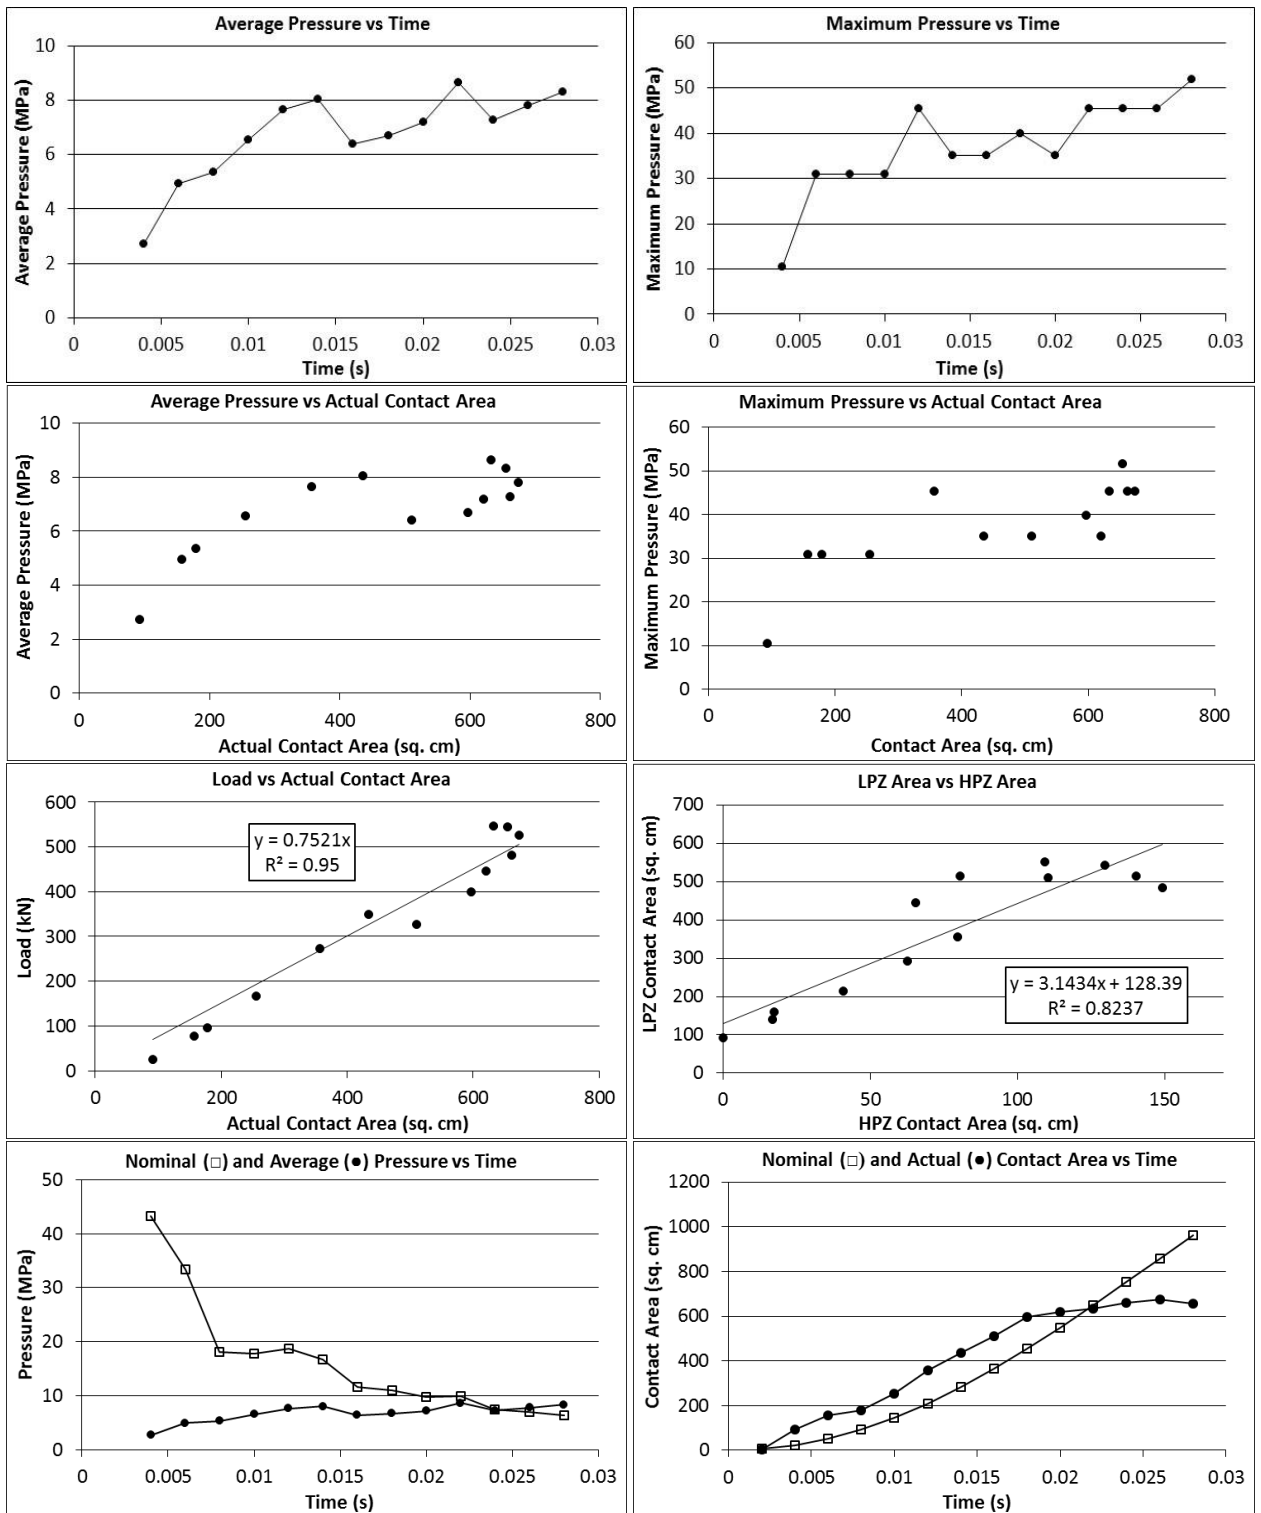 Average Pressure vs Time
10
8
6
4
2
0
Average Pressure (MPa)
0 0.005 0.01 0.015 0.02 0.025 0.03
Time (s)
Maximum Pressure vs Time
60
50
40
30
20
10
0
Maximum Pressure (MPa)
0 0.005 0.01 0.015 0.02 0.025 0.03
Time (s)
Average Pressure vs Actual Contact Area
10
8
6
4
2
0
Average Pressure (MPa)
0 200 400 600 800
Actual Contact Area (sq. cm)
Maximum Pressure vs Actual Contact Area
60
50
40
30
20
10
0
Maximum Pressure (MPa)
0 200 400 600 800
Contact Area (sq. cm)
Load vs Actual Contact Area
600
500
400
300
200
100
0
Load (kN)
y = 0.7521x
R² = 0.95
0 200 400 600 800
Actual Contact Area (sq. cm)
LPZ Area vs HPZ Area
700
600
500
400
300
200
100
0
LPZ Contact Area (sq. cm)
y = 3.1434x + 128.39
R² = 0.8237
0 50 100 150
HPZ Contact Area (sq. cm)
Nominal (□) and Average (●) Pressure vs Time
50
40
30
20
10
0
Pressure (MPa)
0 0.005 0.01 0.015 0.02 0.025 0.03
Time (s)
Nominal (□) and Actual (●) Contact Area vs Time
1200
1000
800
600
400
200
0
Contact Area (sq. cm)
0 0.005 0.01 0.015 0.02 0.025 0.03
Time (s)